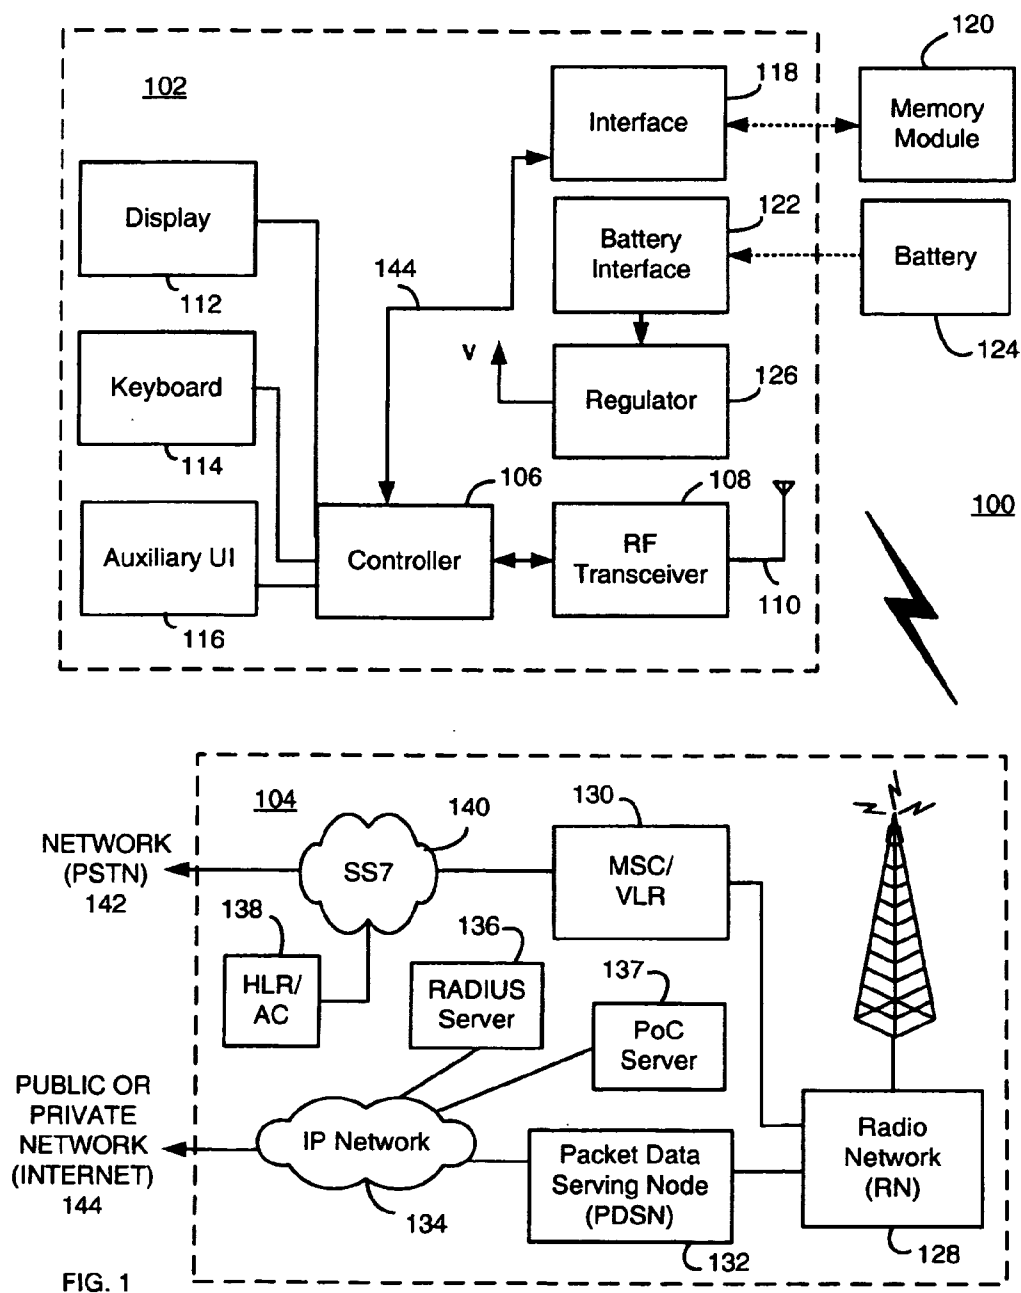 120
102
118
Interface
Memory
Module
Display
122
Battery
Interface
Battery
144
112
124
V
Keyboard
Regulator
126
114
106
108
100
Auxiliary UI
Controller
RF
Transceiver
110
116
104
140
130
NETWORK
(PSTN)
142
SS7
MSC/
VLR
138
136
HLR/
AC
RADIUS
Server
137
PoC
Server
PUBLIC OR
PRIVATE
NETWORK
(INTERNET)
144
IP Network
Packet Data
Serving Node
(PDSN)
Radio
Network
(RN)
134
132
128
FIG. 1